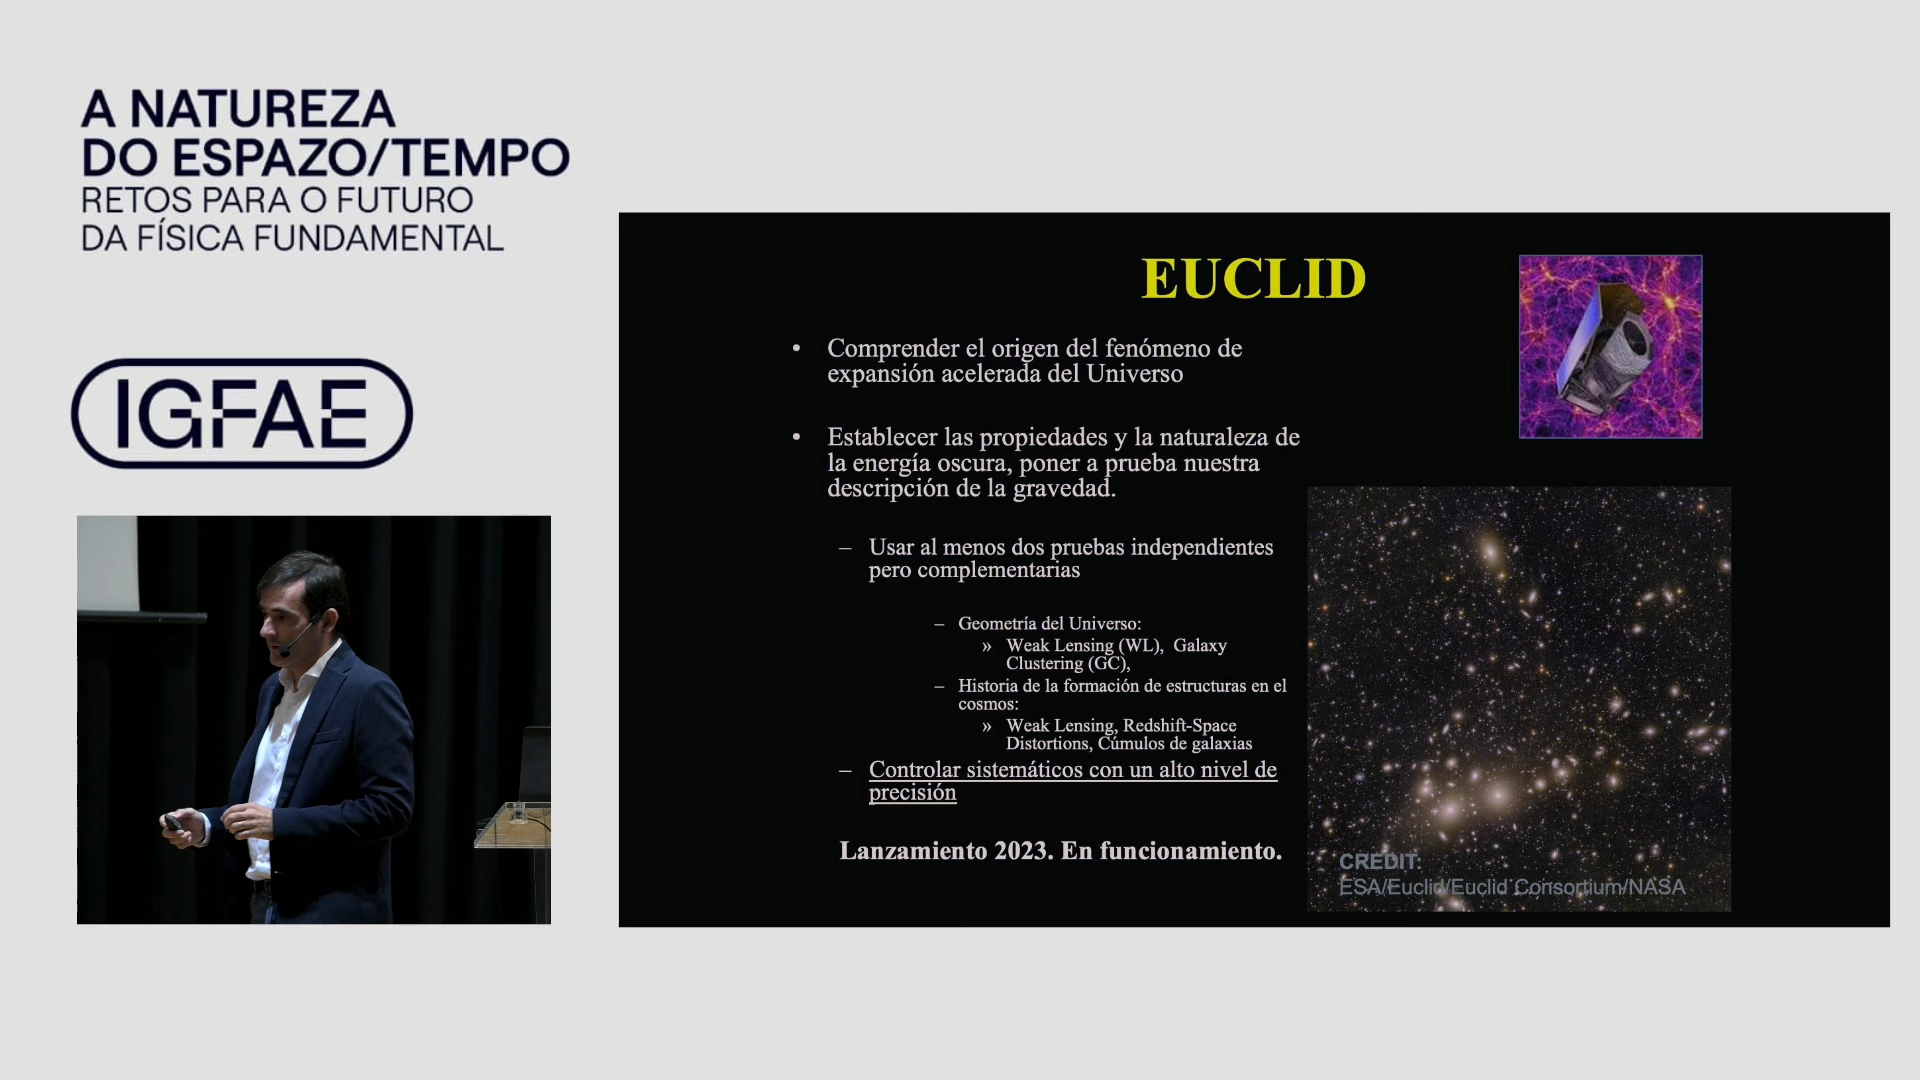 A NATUREZA
DO ESPAZO/TEMPO
RETOS PARA O FUTURO
DA FÍSICA FUNDAMENTAL
IGFAE
EUCLID
• Comprender el origen del fenómeno de
expansión acelerada del Universo
• Establecer las propiedades y la naturaleza de
la energía oscura, poner a prueba nuestra
descripción de la gravedad.
– Usar al menos dos pruebas independientes
pero complementarias
– Geometría del Universo:
» Weak Lensing (WL), Galaxy
Clustering (GC),
– Historia de la formación de estructuras en el
cosmos:
» Weak Lensing, Redshift-Space
Distortions, Cúmulos de galaxias
– Controlar sistemáticos con un alto nivel de
precisión
Lanzamiento 2023. En funcionamiento.
CREDIT:
ESA/Euclid/Euclid Consortium/NASA